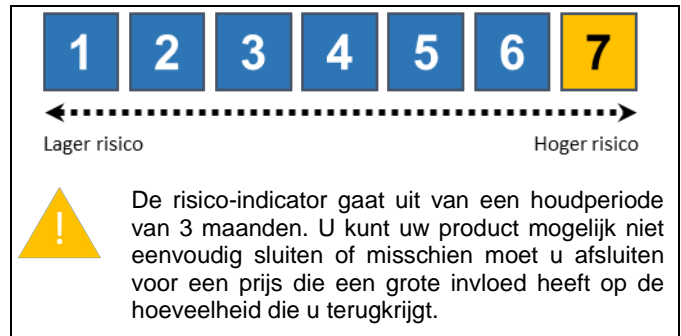 1 2 3 4 5 6 7
Lager risico Hoger risico
!
De risico-indicator gaat uit van een houdperiode
van 3 maanden. U kunt uw product mogelijk niet
eenvoudig sluiten of misschien moet u afsluiten
voor een prijs die een grote invloed heeft op de
hoeveelheid die u terugkrijgt.